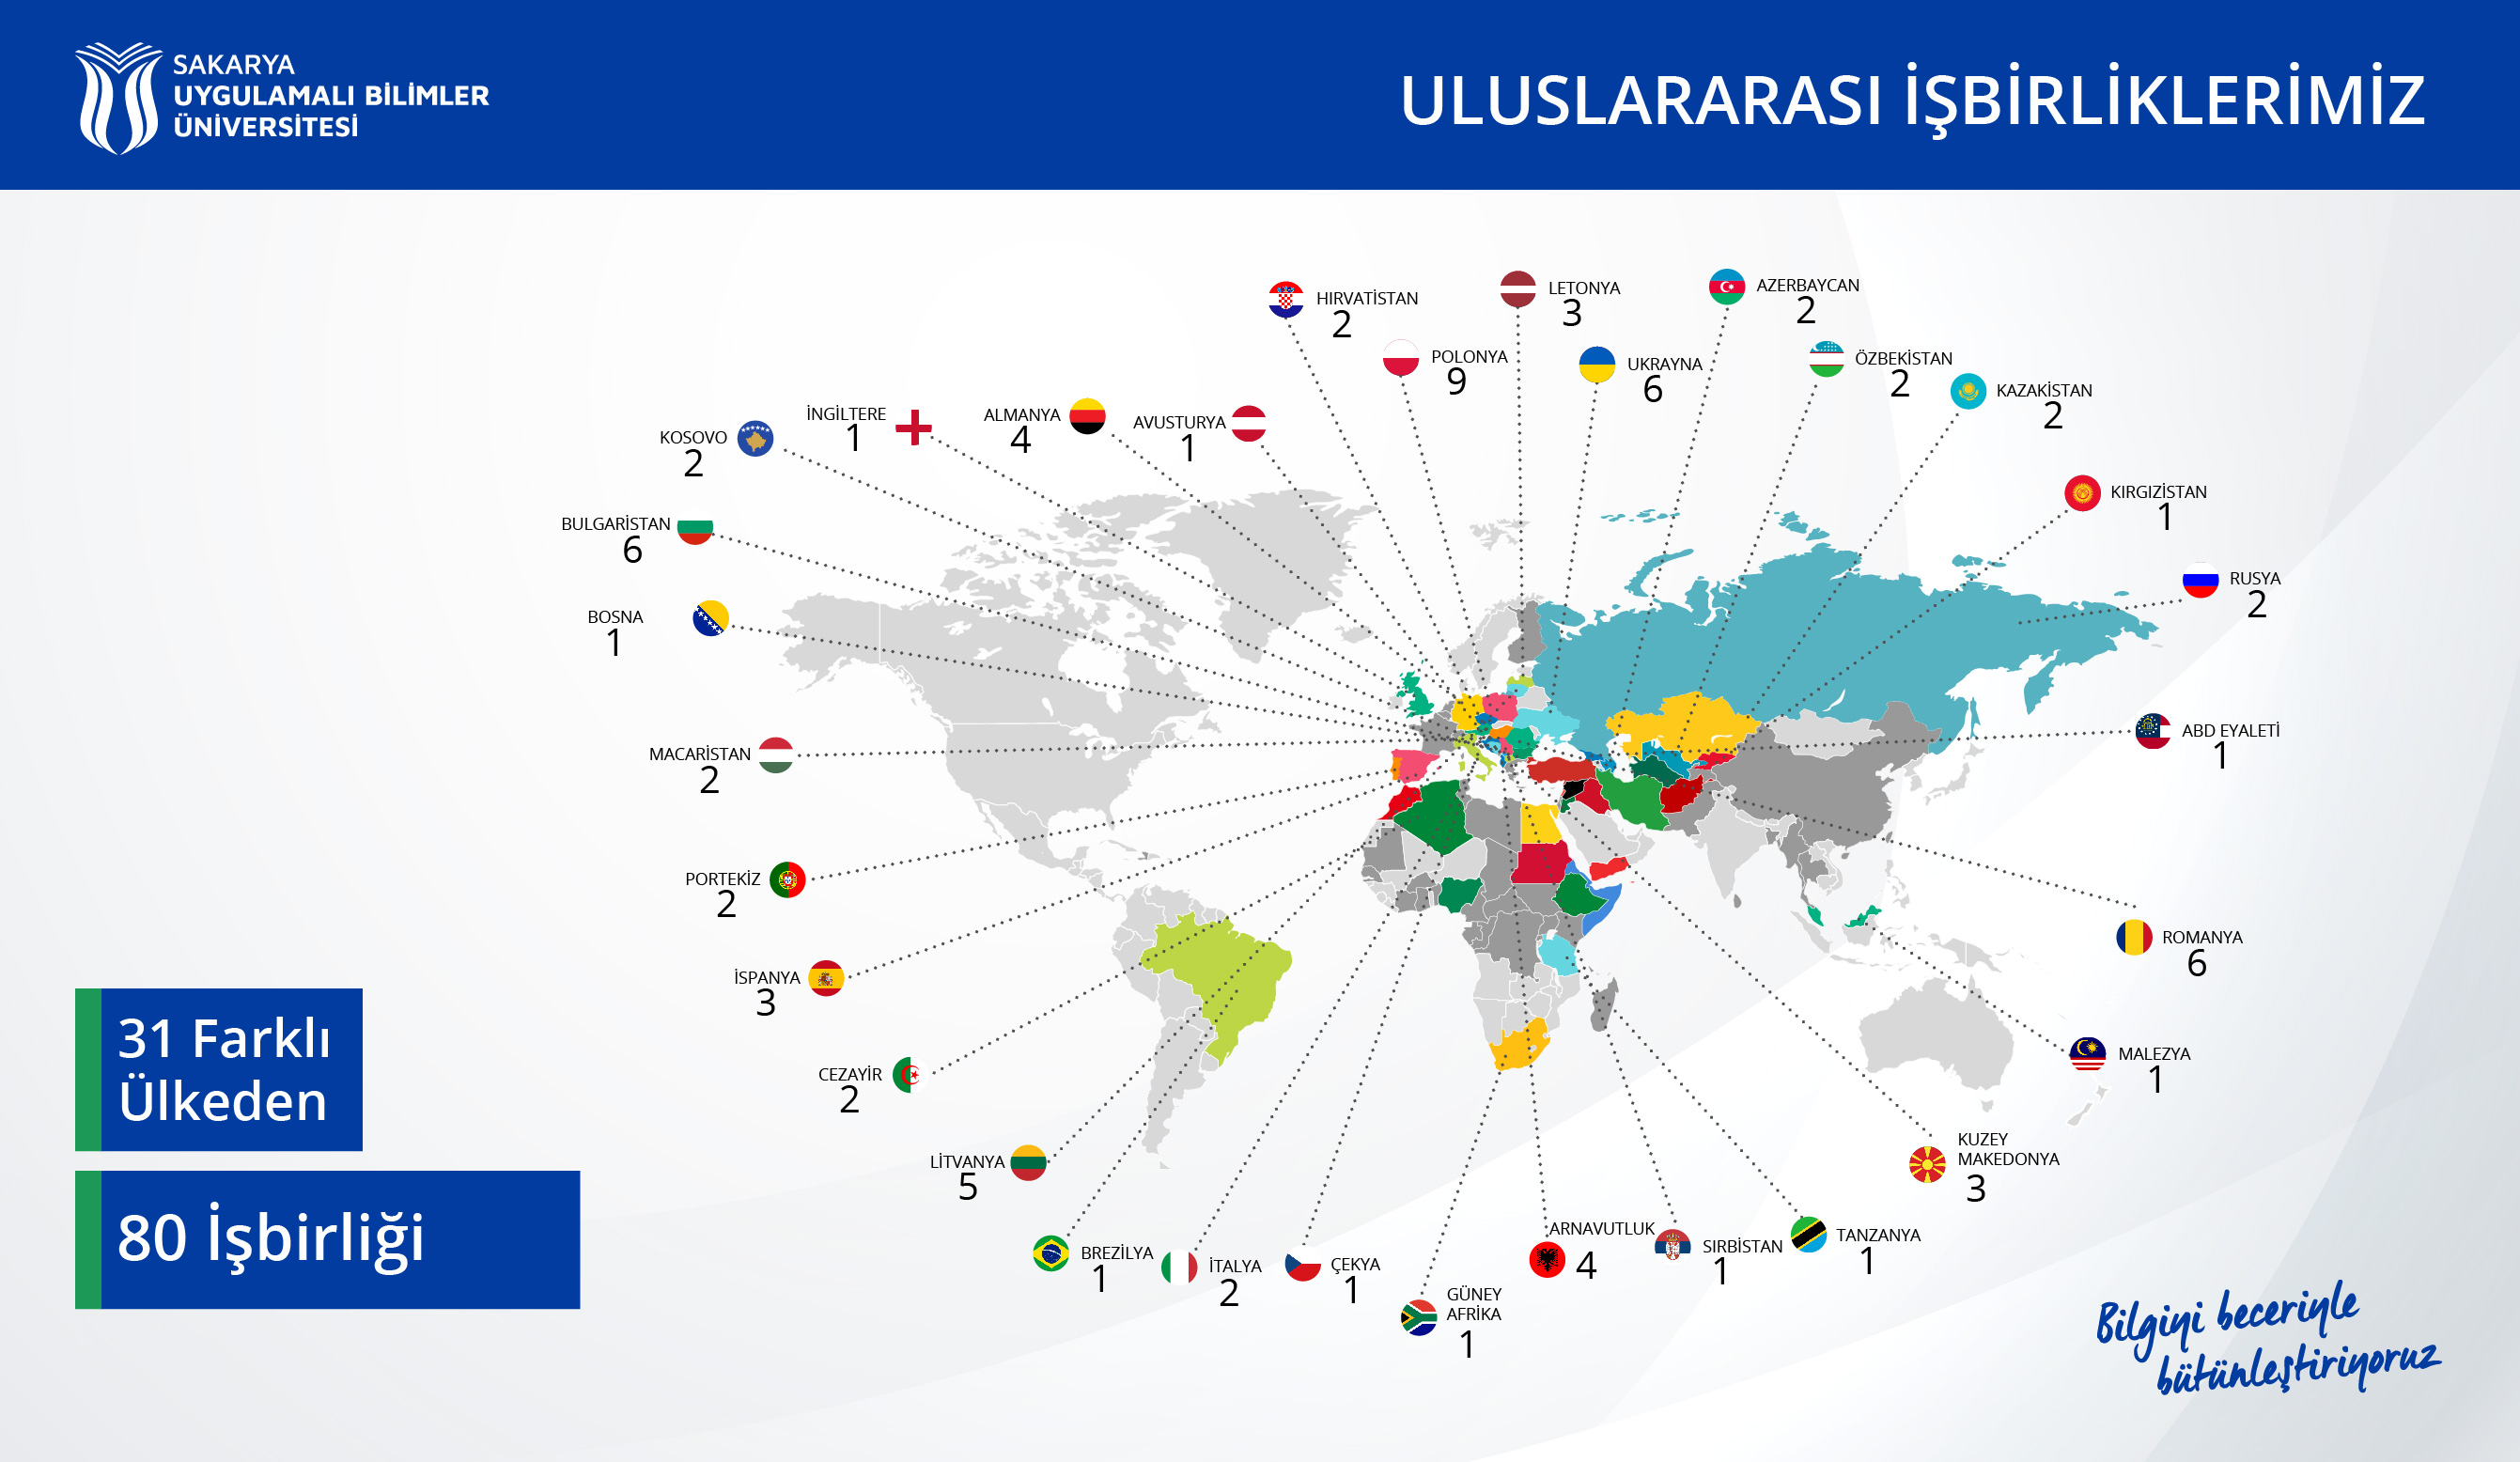 SAKARYA
UYGULAMALI BİLİMLER
ÜNİVERSİTESİ
ULUSLARARASI İŞBİRLİKLERİMİZ
HIRVATİSTAN
2
LETONYA
3
AZERBAYCAN
2
POLONYA
9
UKRAYNA
6
ÖZBEKİSTAN
2
KAZAKİSTAN
2
KOSOVO
2
İNGİLTERE
1
ALMANYA
4
AVUSTURYA
1
KIRGIZİSTAN
1
BULGARİSTAN
6
RUSYA
2
BOSNA
1
ABD EYALETİ
1
MACARİSTAN
2
PORTEKİZ
2
ROMANYA
6
İSPANYA
3
MALEZYA
1
CEZAYİR
2
KUZEY
MAKEDONYA
3
LİTVANYA
5
BREZİLYA
1
İTALYA
2
ÇEKYA
1
GÜNEY
AFRİKA
1
ARNAVUTLUK
4
SIRBİSTAN
1
TANZANYA
1
31 Farklı
Ülkeden
80 İşbirliği
Bilgiyi beceriyle
bütünleştiriyoruz